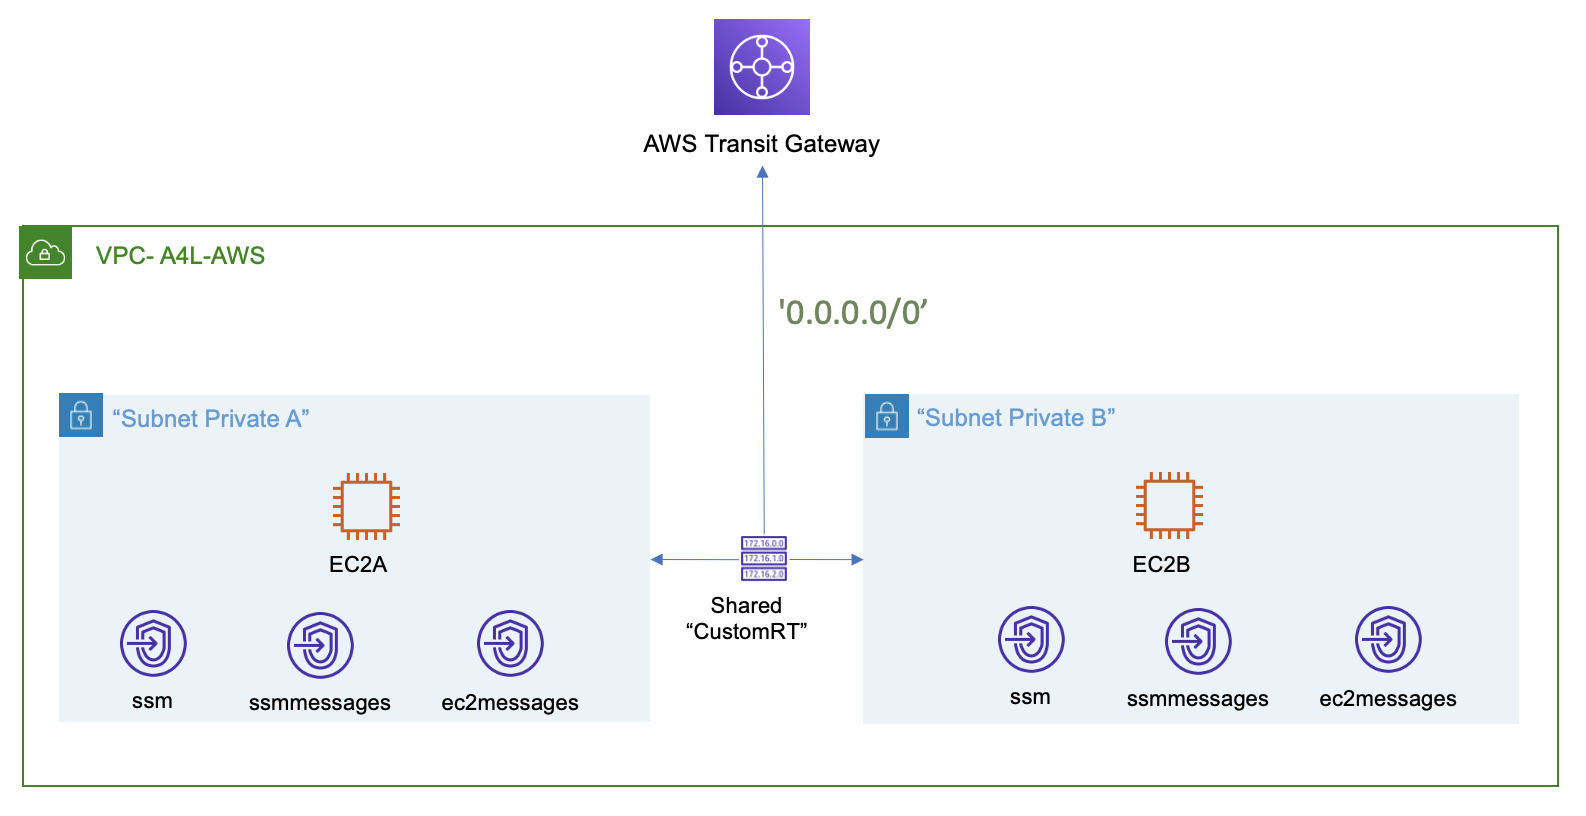 AWS Transit Gateway
VPC- A4L-AWS
'0.0.0.0/0’
“Subnet Private A”
“Subnet Private B”
EC2A
EC2B
172.16.0.0
172.16.1.0
172.16.2.0
Shared
“CustomRT”
ssm
ssmmessages
ec2messages
ssm
ssmmessages
ec2messages